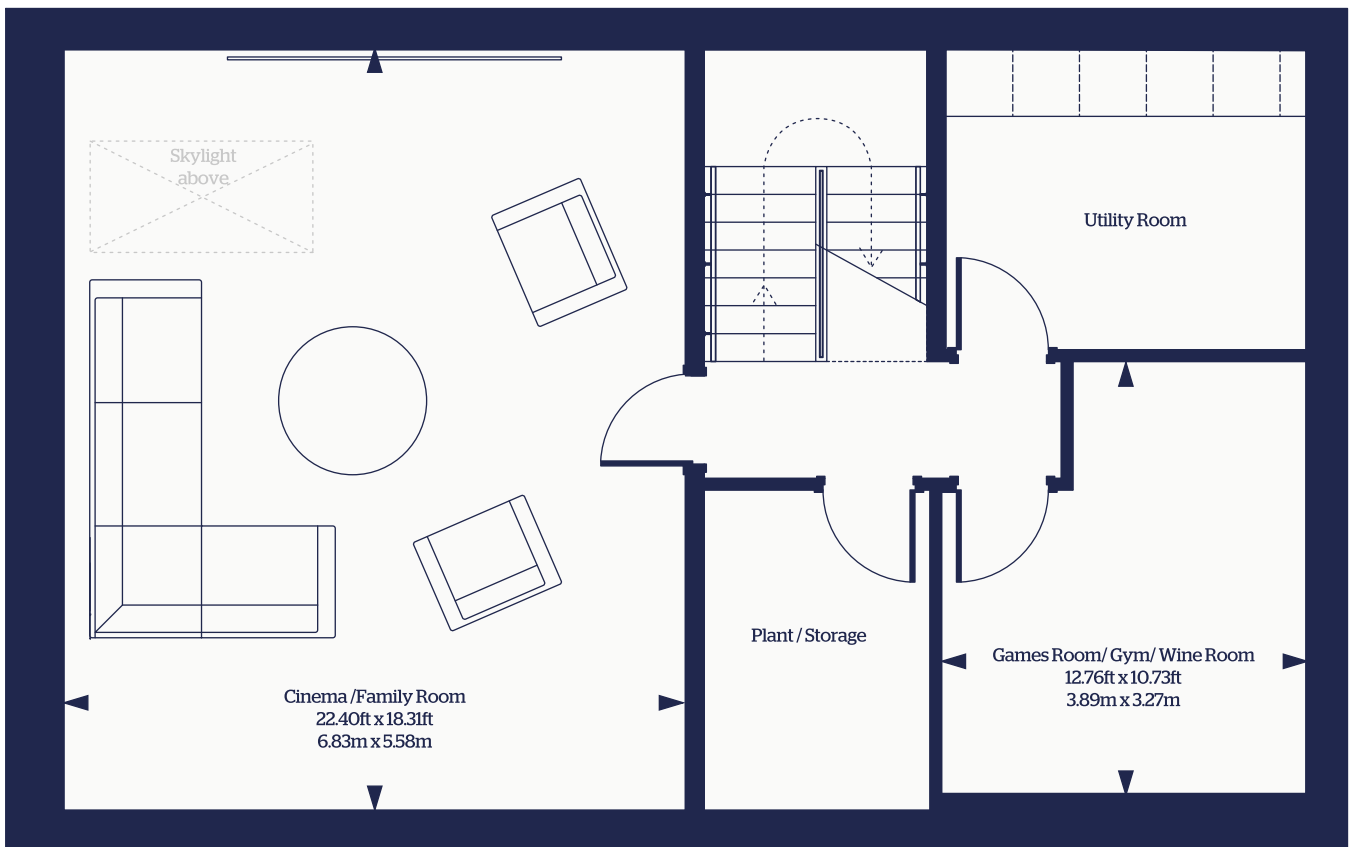 Skylight
above
Utility Room
Plant / Storage
Games Room/ Gym/ Wine Room
12.76ft x 10.73ft
3.89m x 3.27m
Cinema /Family Room
22.40ft x 18.31ft
6.83m x 5.58m